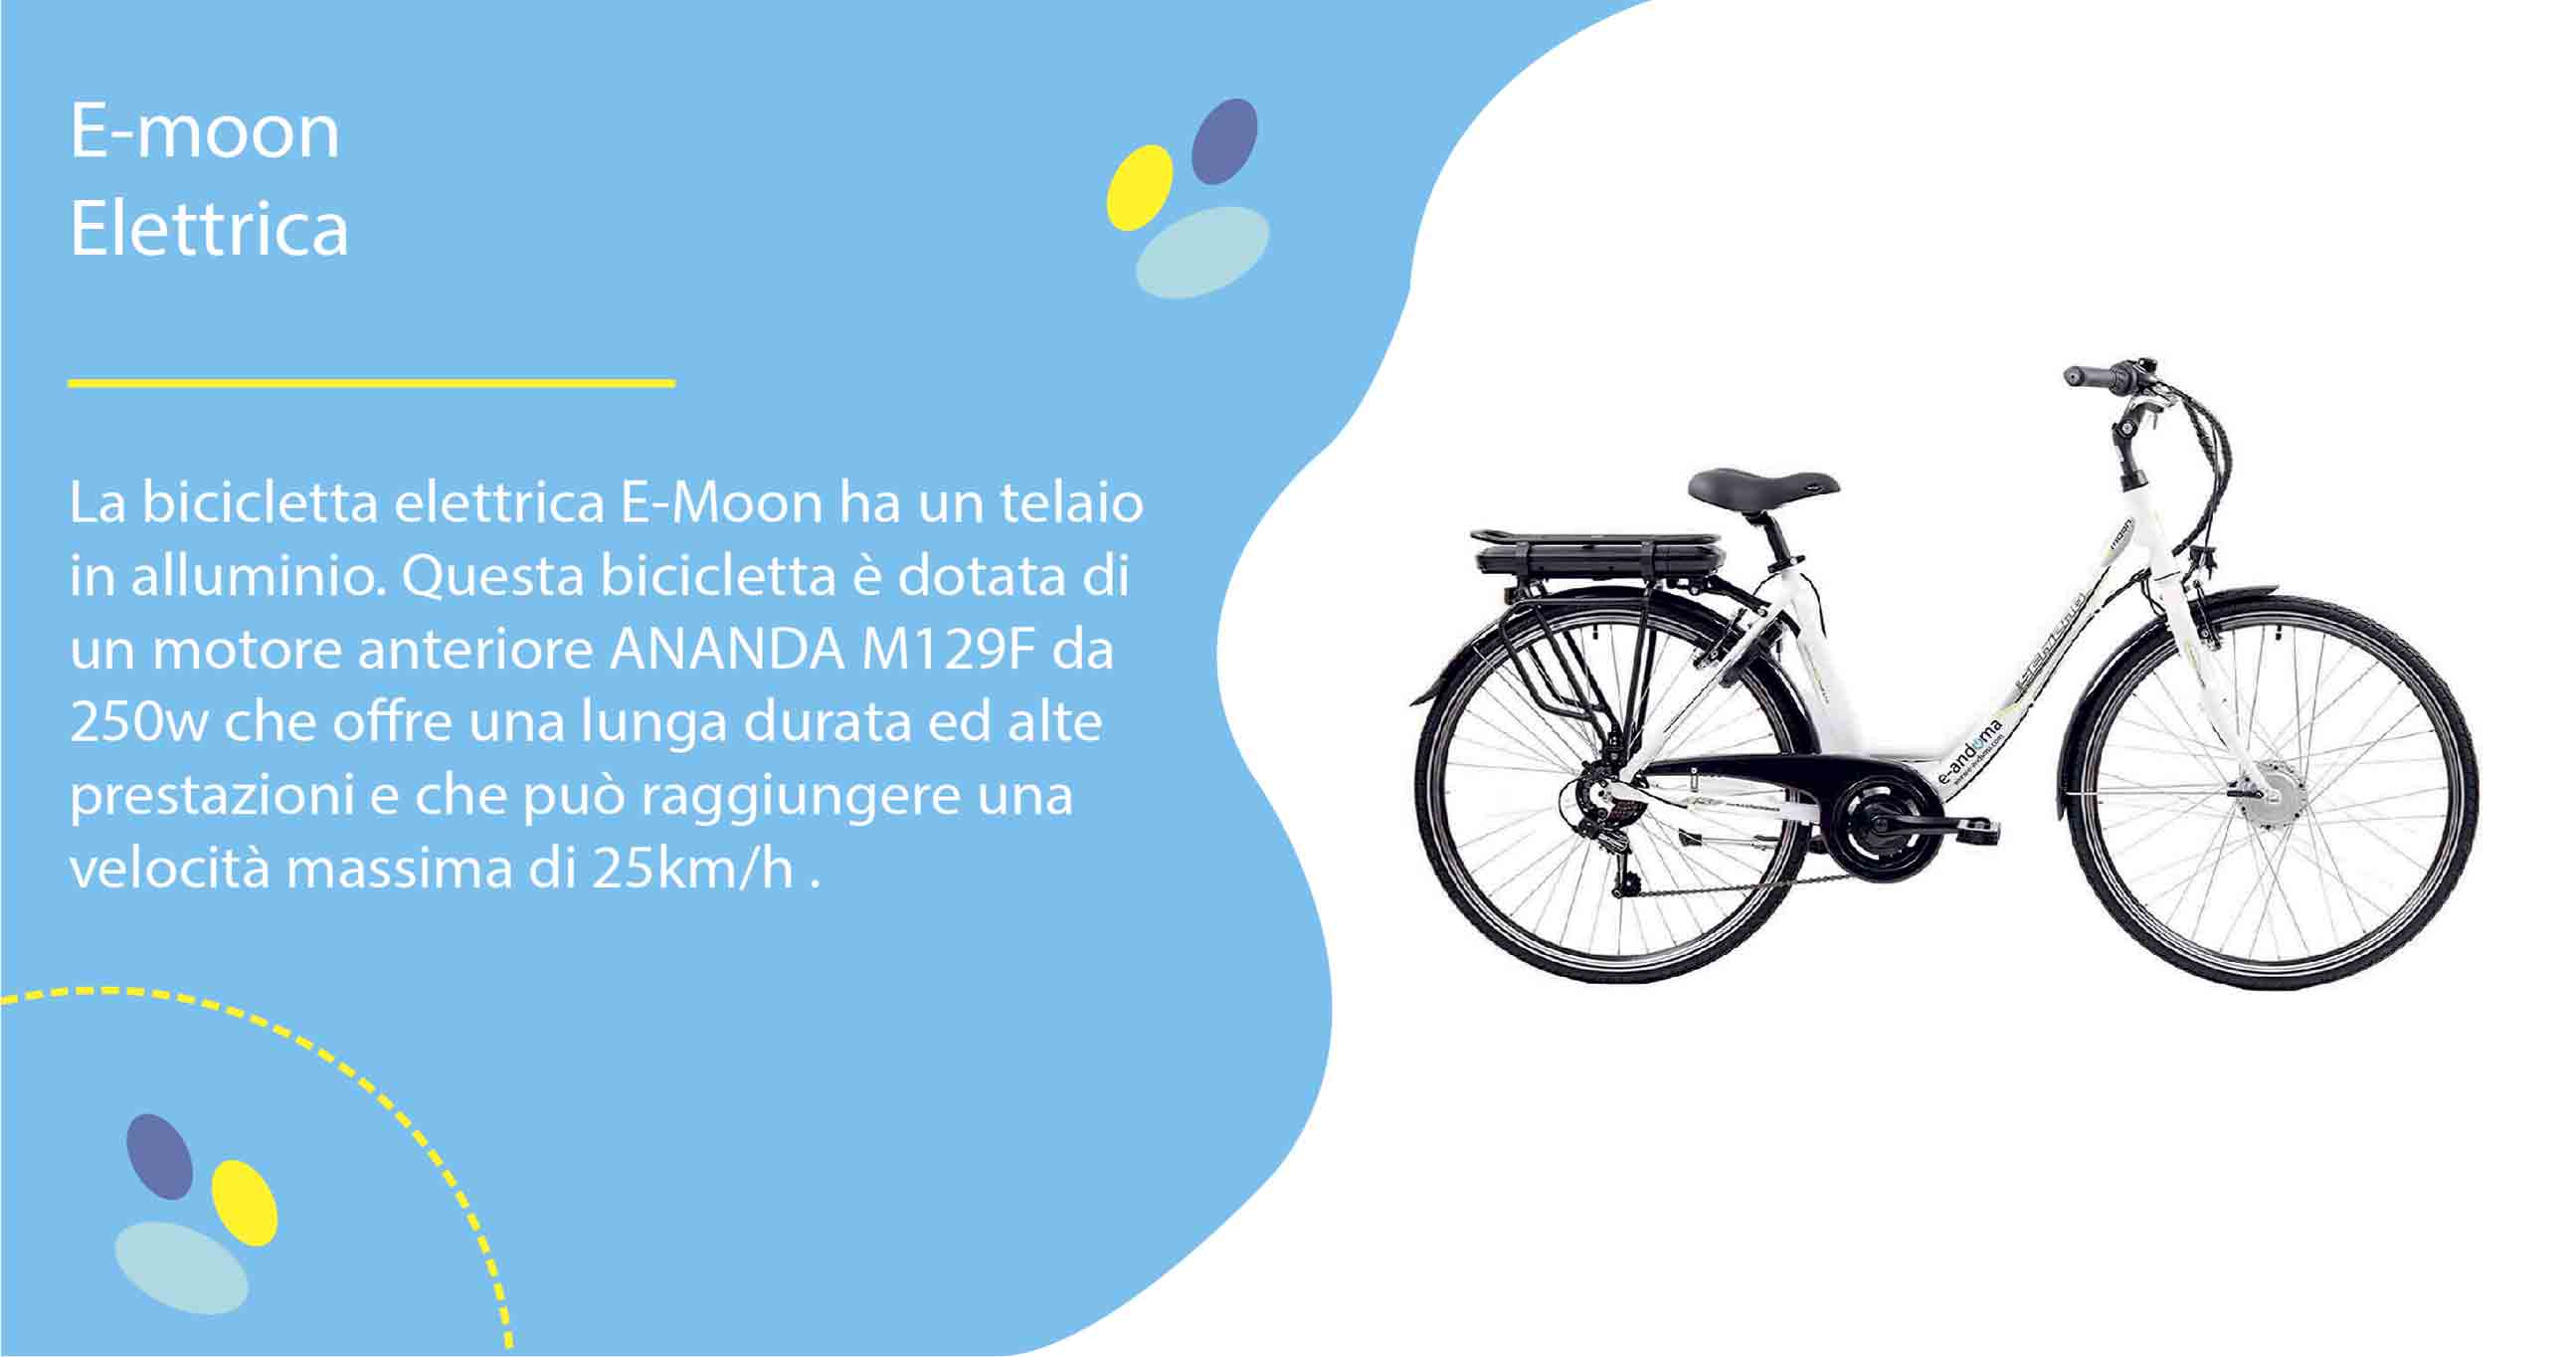 E-moon
Elettrica
La bicicletta elettrica E-Moon ha un telaio
in alluminio. Questa bicicletta è dotata di
un motore anteriore ANANDA M129F da
250w che offre una lunga durata ed alte
prestazioni e che può raggiungere una
velocità massima di 25km/h .
moon
e-anduma